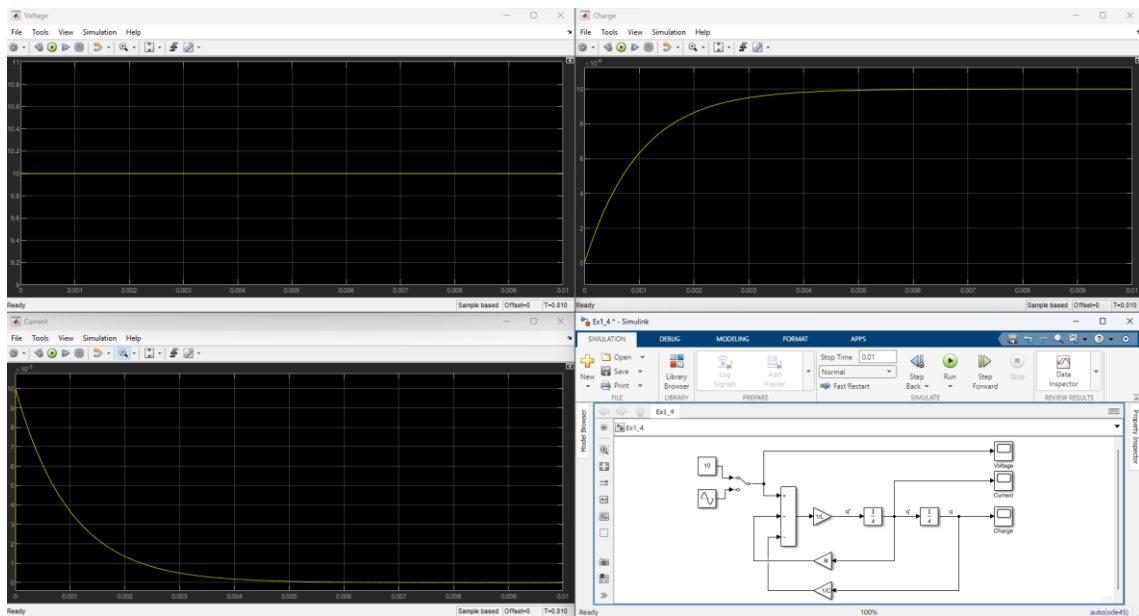 Voltage
File Tools View Simulation Help
11
10.8
10.6
10.4
10.2
10
9.8
9.6
9.4
9.2
9
0 0.001 0.002 0.003 0.004 0.005 0.006 0.007 0.008 0.009 0.01
Ready Sample based Offset=0 T=0.010
Charge
File Tools View Simulation Help
10
8
6
4
2
0
0 0.001 0.002 0.003 0.004 0.005 0.006 0.007 0.008 0.009 0.01
Ready Sample based Offset=0 T=0.010
Current
File Tools View Simulation Help
×10⁻³
10
9
8
7
6
5
4
3
2
1
0
0 0.001 0.002 0.003 0.004 0.005 0.006 0.007 0.008 0.009 0.01
Ready Sample based Offset=0 T=0.010
Ex1_4 * - Simulink
SIMULATION DEBUG MODELING FORMAT APPS
New
Open
Save
Print
FILE
Library Browser
LIBRARY
Log Signals
Add Viewer
PREPARE
Stop Time 0.01
Normal
Fast Restart
Step Back
Run
Step Forward
Stop
SIMULATE
Data Inspector
REVIEW RESULTS
Model Browser
Property Inspector
Ex1_4
Ex1_4
10
Voltage
Current
Charge
+
-
-
1/L
q''
1/s
q'
1/s
q
R
1/C
Ready 100% auto(ode45)